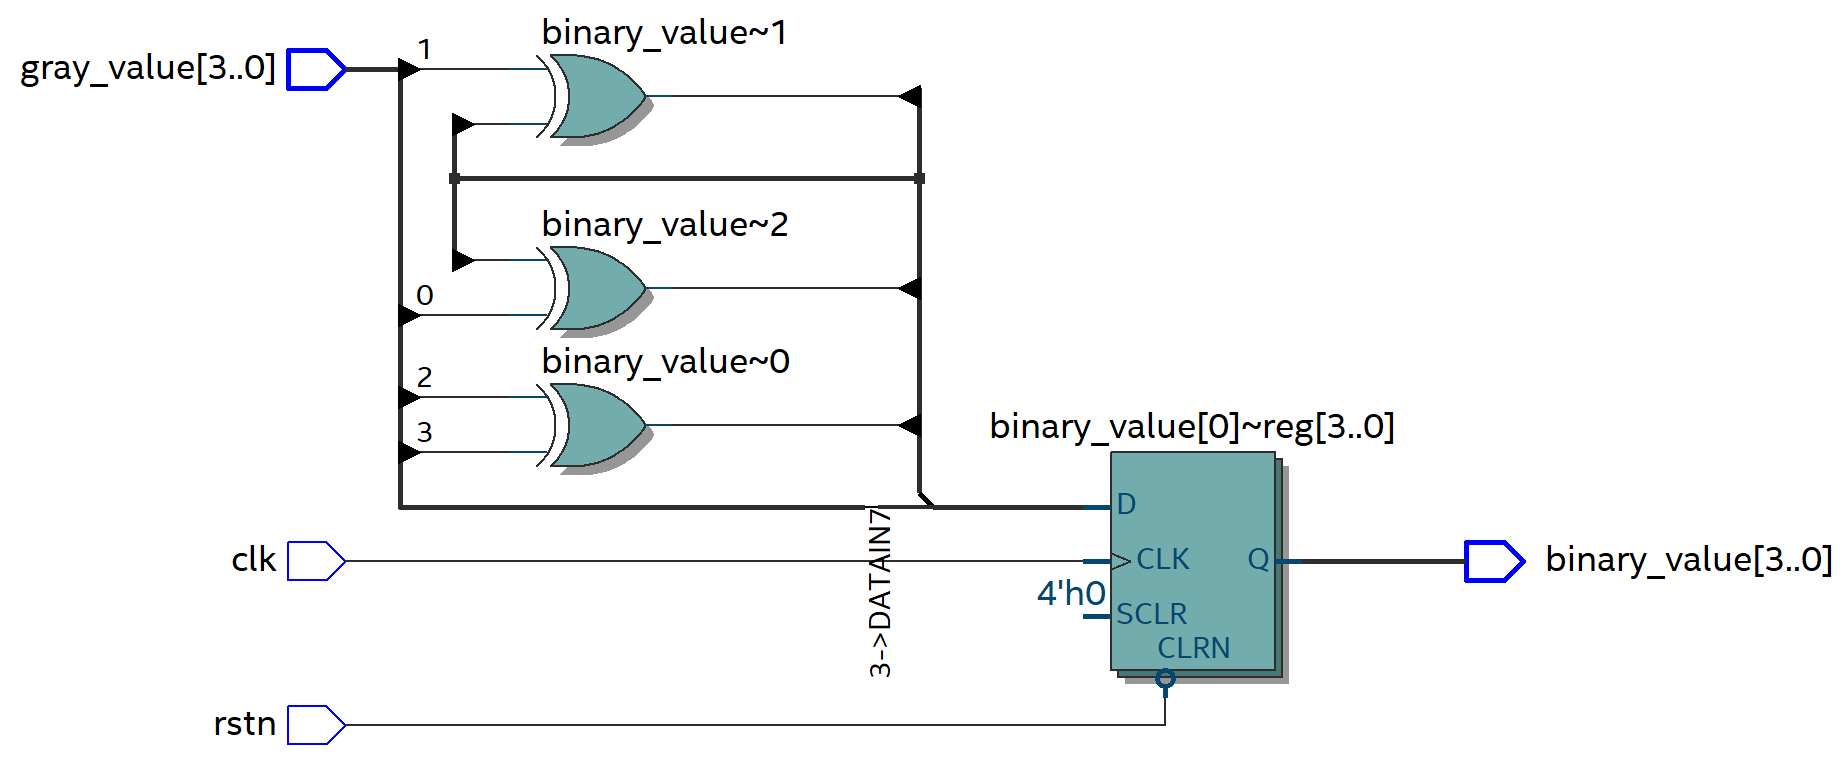 binary_value~1
gray_value[3..0]
1
binary_value~2
0
binary_value~0
2
3
binary_value[0]~reg[3..0]
D
3->DATAIN7
clk
CLK
Q
binary_value[3..0]
4'h0
SCLR
CLRN
rstn